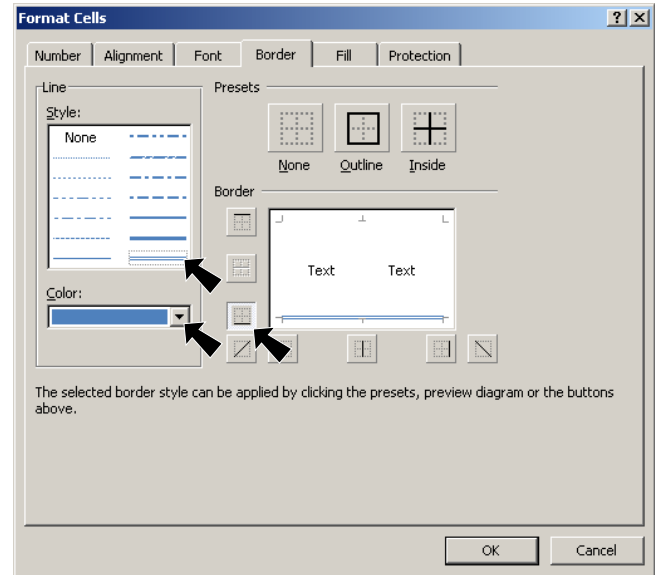 Format Cells
Number Alignment Font Border Fill Protection
Line
Style:
None
Color:
Presets
None Outline Inside
Border
Text Text
The selected border style can be applied by clicking the presets, preview diagram or the buttons
above.
OK Cancel